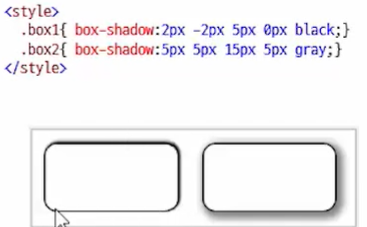 <style>
.box1{ box-shadow:2px -2px 5px 0px black;}
.box2{ box-shadow:5px 5px 15px 5px gray;}
</style>